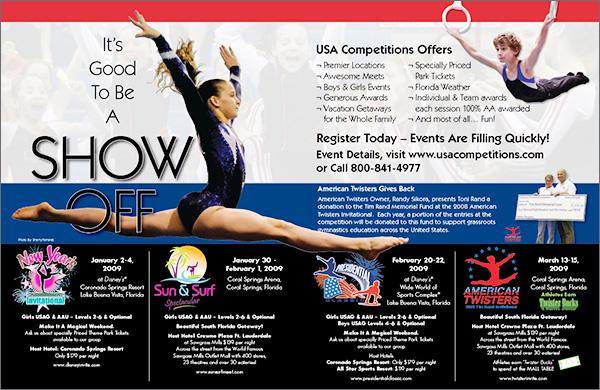 It's
Good
To Be
A
SHOW
OFF
USA Competitions Offers
¬ Premier Locations
¬ Awesome Meets
¬ Boys & Girls Events
¬ Generous Awards
¬ Vacation Getaways
for the Whole Family
¬ Specially Priced
Park Tickets
¬ Florida Weather
¬ Individual & Team awards
each session 100% AA awarded
¬ And most of all... Fun!
Register Today – Events Are Filling Quickly!
Event Details, visit www.usacompetitions.com
or Call 800-841-4977
American Twisters Gives Back
American Twisters Owner, Randy Sikora, presents Toni Rand a
donation to the Tim Rand Memorial Fund at the 2008 American
Twisters Invitational. Each year, a portion of the entries at the
competition will be donated to this fund to support grassroots
gymnastics education across the United States.
New Year's
Invitational
January 2-4,
2009
at Disney's®
Coronado Springs Resort
Lake Buena Vista, Florida
Girls USAG & AAU – Levels 2-6 & Optional
Make It A Magical Weekend.
Ask us about specially Priced Theme Park Tickets
available to our group
Host Hotel: Coronado Springs Resort
Only $179 per night
Sun & Surf
Spectacular
January 30 -
February 1, 2009
Coral Springs Arena,
Coral Springs, Florida
Girls USAG & AAU – Levels 2-6 & Optional
Beautiful South Florida Getaway!
Host Hotel Crowne Plaza Ft. Lauderdale
at Sawgrass Mills $139 per night
Across the street from the World Famous
Sawgrass Mills Outlet Mall with 400 stores,
23 theatres and over 30 eateries!
www.sunsurfmeet.com
PRESIDENTIAL
CLASSIC
February 20-22,
2009
at Disney's®
Wide World of
Sports Complex®
Lake Buena Vista, Florida
Girls USAG & AAU – Levels 2-6 & Optional
Boys USAG Levels 4-6 & Optional
Make It A Magical Weekend.
Ask us about specially Priced Theme Park Tickets
available to our group
Host Hotels:
Coronado Springs Resort: Only $179 per night
All Star Sports Resort: $119 per night
www.presidentialclassic.com
AMERICAN
TWISTERS
March 13-15,
2009
Coral Springs Arena,
Coral Springs, Florida
Athletes Earn
Twister Bucks
Girls USAG & AAU – Levels 2-6 & Optional
Beautiful South Florida Getaway!
Host Hotel Crowne Plaza Ft. Lauderdale
at Sawgrass Mills $139 per night
Across the street from the World Famous
Sawgrass Mills Outlet Mall with 400 stores,
23 theatres and over 30 eateries!
Athletes earn "Twister Bucks"
to spend at the MALL TODAY